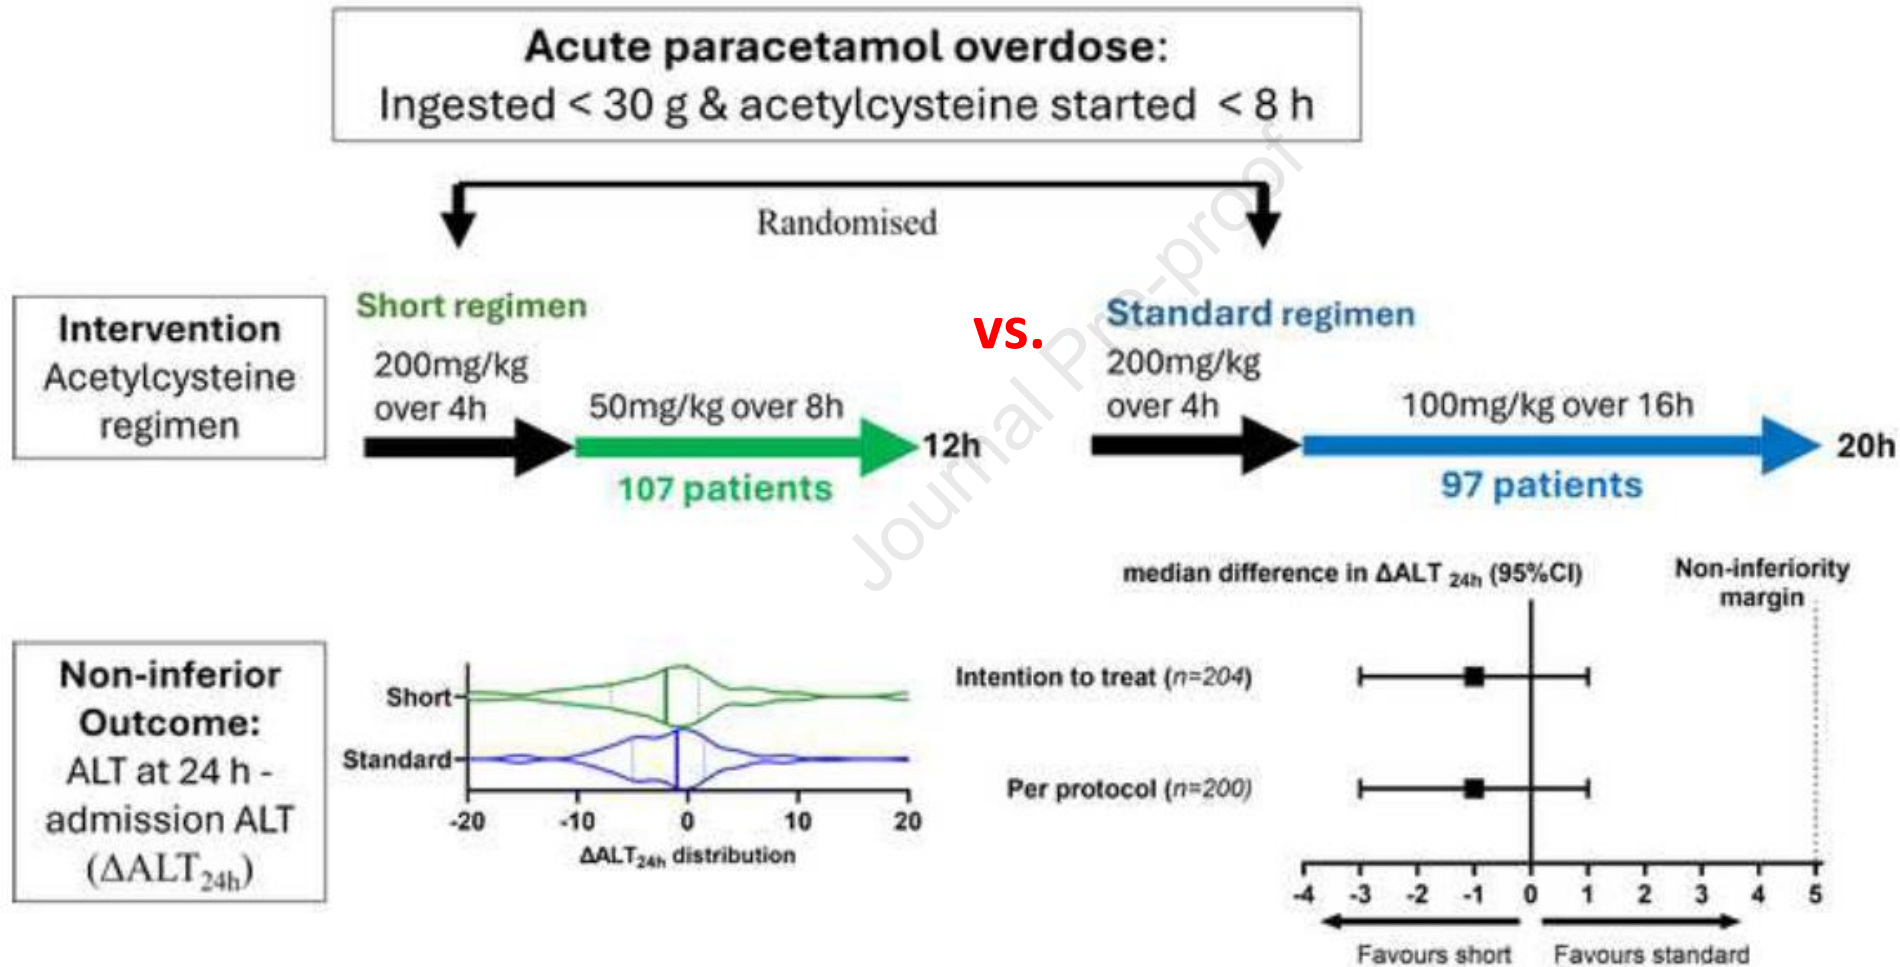 Acute paracetamol overdose:
Ingested < 30 g & acetylcysteine started < 8 h
Randomised
Intervention
Acetylcysteine
regimen
Short regimen
200mg/kg
over 4h
50mg/kg over 8h
12h
107 patients
vs.
Standard regimen
200mg/kg
over 4h
100mg/kg over 16h
20h
97 patients
Journal Pre-proof
Non-inferior
Outcome:
ALT at 24 h -
admission ALT
(ΔALT24h)
Short
Standard
-20 -10 0 10 20
ΔALT24h distribution
median difference in ΔALT 24h (95%CI)
Non-inferiority
margin
Intention to treat (n=204)
Per protocol (n=200)
-4 -3 -2 -1 0 1 2 3 4 5
Favours short Favours standard